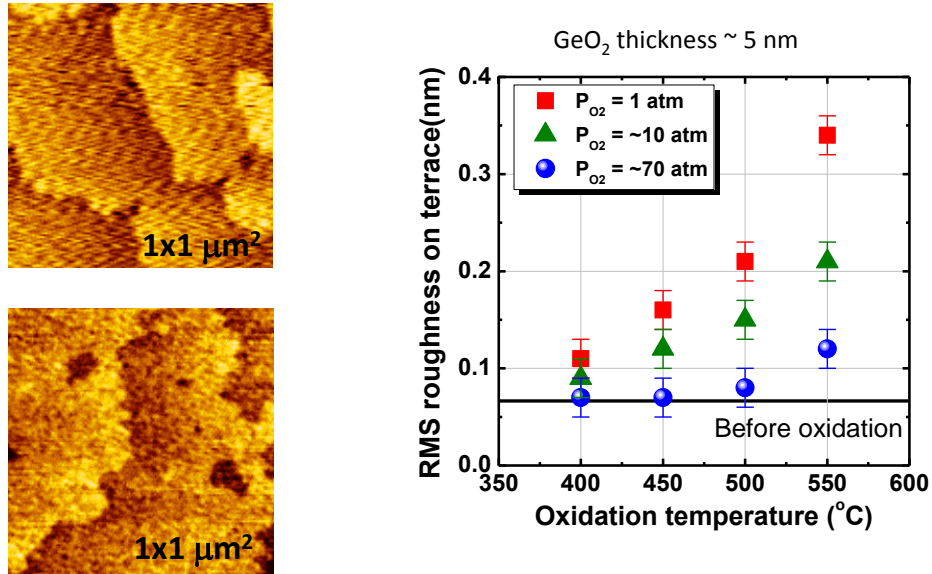 1x1 μm²
1x1 μm²
GeO₂ thickness ~ 5 nm
RMS roughness on terrace(nm)
0.4
0.3
0.2
0.1
0.0
P_O2 = 1 atm
P_O2 = ~10 atm
P_O2 = ~70 atm
Before oxidation
350 400 450 500 550 600
Oxidation temperature (°C)